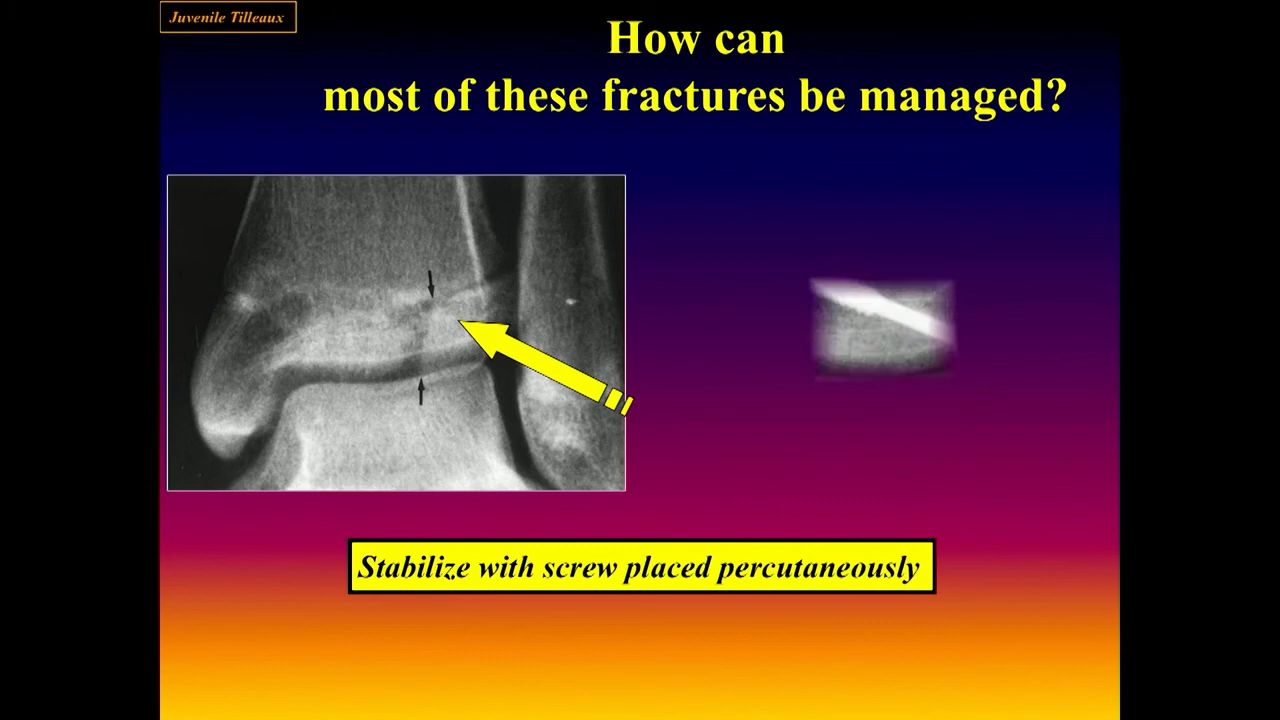 Juvenile Tilleaux
How can
most of these fractures be managed?
Stabilize with screw placed percutaneously